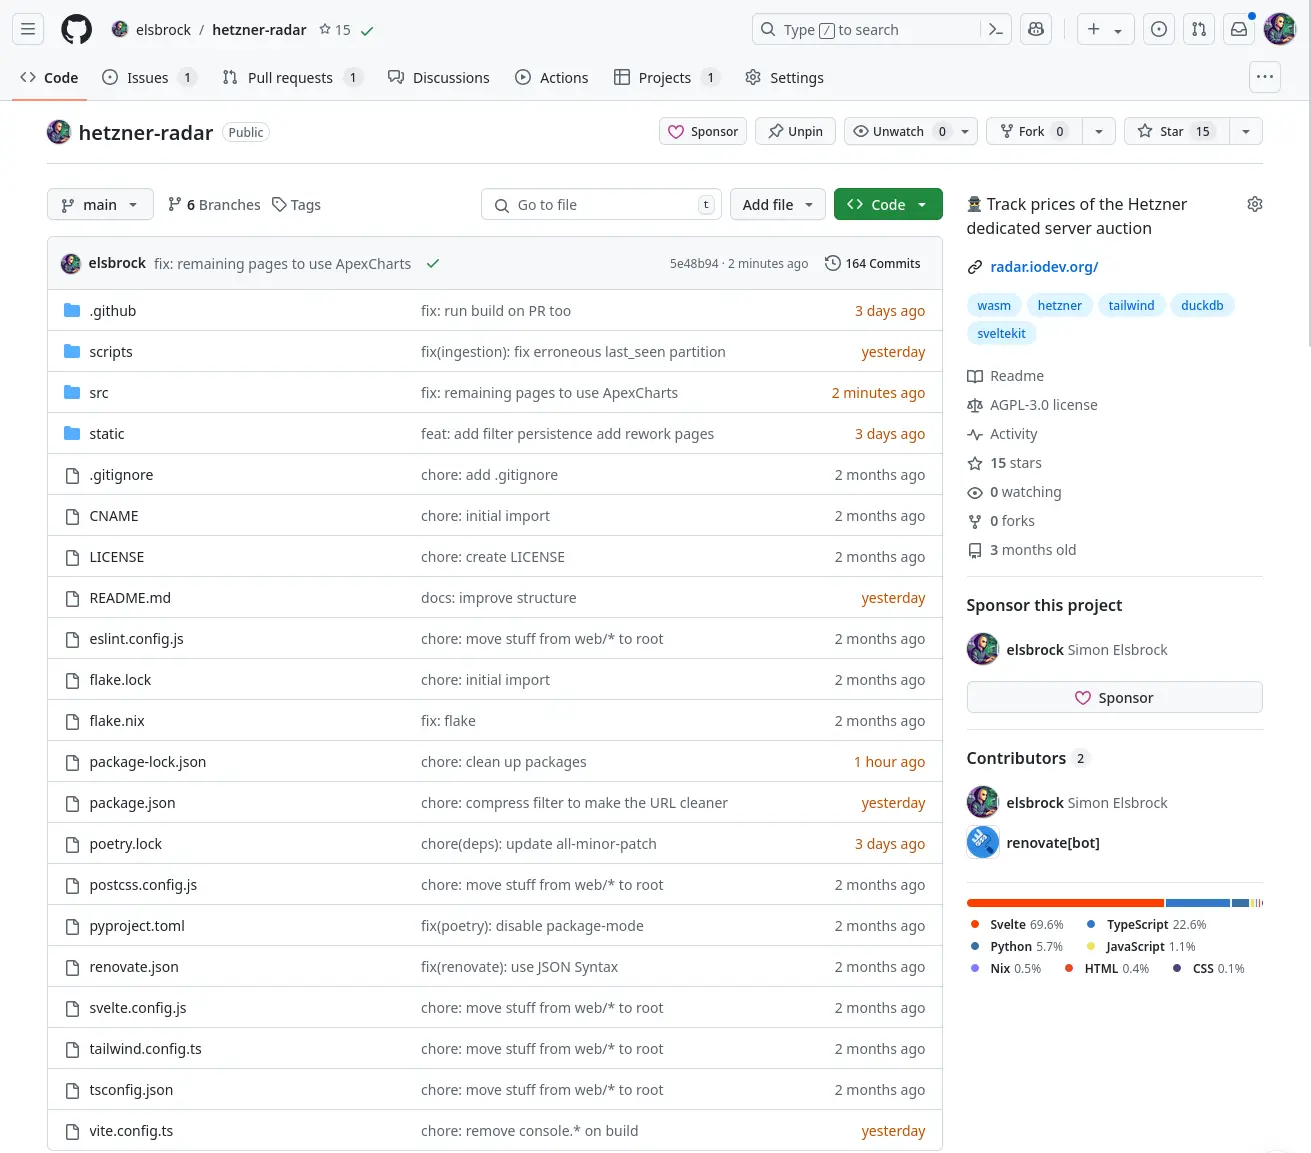 elsbrock / hetzner-radar 15
Type / to search
Code Issues 1 Pull requests 1 Discussions Actions Projects 1 Settings
hetzner-radar Public
Sponsor Unpin Unwatch 0 Fork 0 Star 15
main 6 Branches Tags Go to file t Add file Code
elsbrock fix: remaining pages to use ApexCharts 5e48b94 · 2 minutes ago 164 Commits
.github fix: run build on PR too 3 days ago
scripts fix(ingestion): fix erroneous last_seen partition yesterday
src fix: remaining pages to use ApexCharts 2 minutes ago
static feat: add filter persistence add rework pages 3 days ago
.gitignore chore: add .gitignore 2 months ago
CNAME chore: initial import 2 months ago
LICENSE chore: create LICENSE 2 months ago
README.md docs: improve structure yesterday
eslint.config.js chore: move stuff from web/* to root 2 months ago
flake.lock chore: initial import 2 months ago
flake.nix fix: flake 2 months ago
package-lock.json chore: clean up packages 1 hour ago
package.json chore: compress filter to make the URL cleaner yesterday
poetry.lock chore(deps): update all-minor-patch 3 days ago
postcss.config.js chore: move stuff from web/* to root 2 months ago
pyproject.toml fix(poetry): disable package-mode 2 months ago
renovate.json fix(renovate): use JSON Syntax 2 months ago
svelte.config.js chore: move stuff from web/* to root 2 months ago
tailwind.config.ts chore: move stuff from web/* to root 2 months ago
tsconfig.json chore: move stuff from web/* to root 2 months ago
vite.config.ts chore: remove console.* on build yesterday
Track prices of the Hetzner
dedicated server auction
radar.iodev.org/
wasm hetzner tailwind duckdb
sveltekit
Readme
AGPL-3.0 license
Activity
15 stars
0 watching
0 forks
3 months old
Sponsor this project
elsbrock Simon Elsbrock
Sponsor
Contributors 2
elsbrock Simon Elsbrock
renovate[bot]
Svelte 69.6% TypeScript 22.6%
Python 5.7% JavaScript 1.1%
Nix 0.5% HTML 0.4% CSS 0.1%